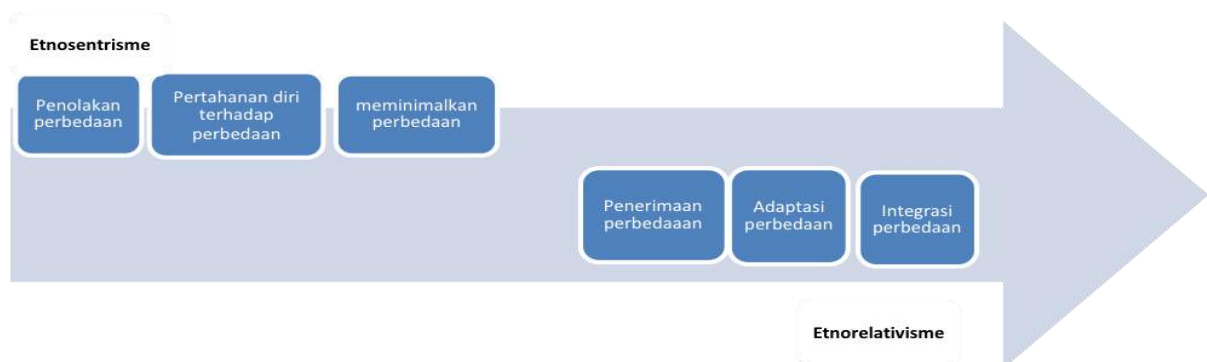 Etnosentrisme
Penolakan
perbedaan
Pertahanan diri
terhadap
perbedaan
meminimalkan
perbedaan
Penerimaan
perbedaaan
Adaptasi
perbedaan
Integrasi
perbedaan
Etnorelativisme